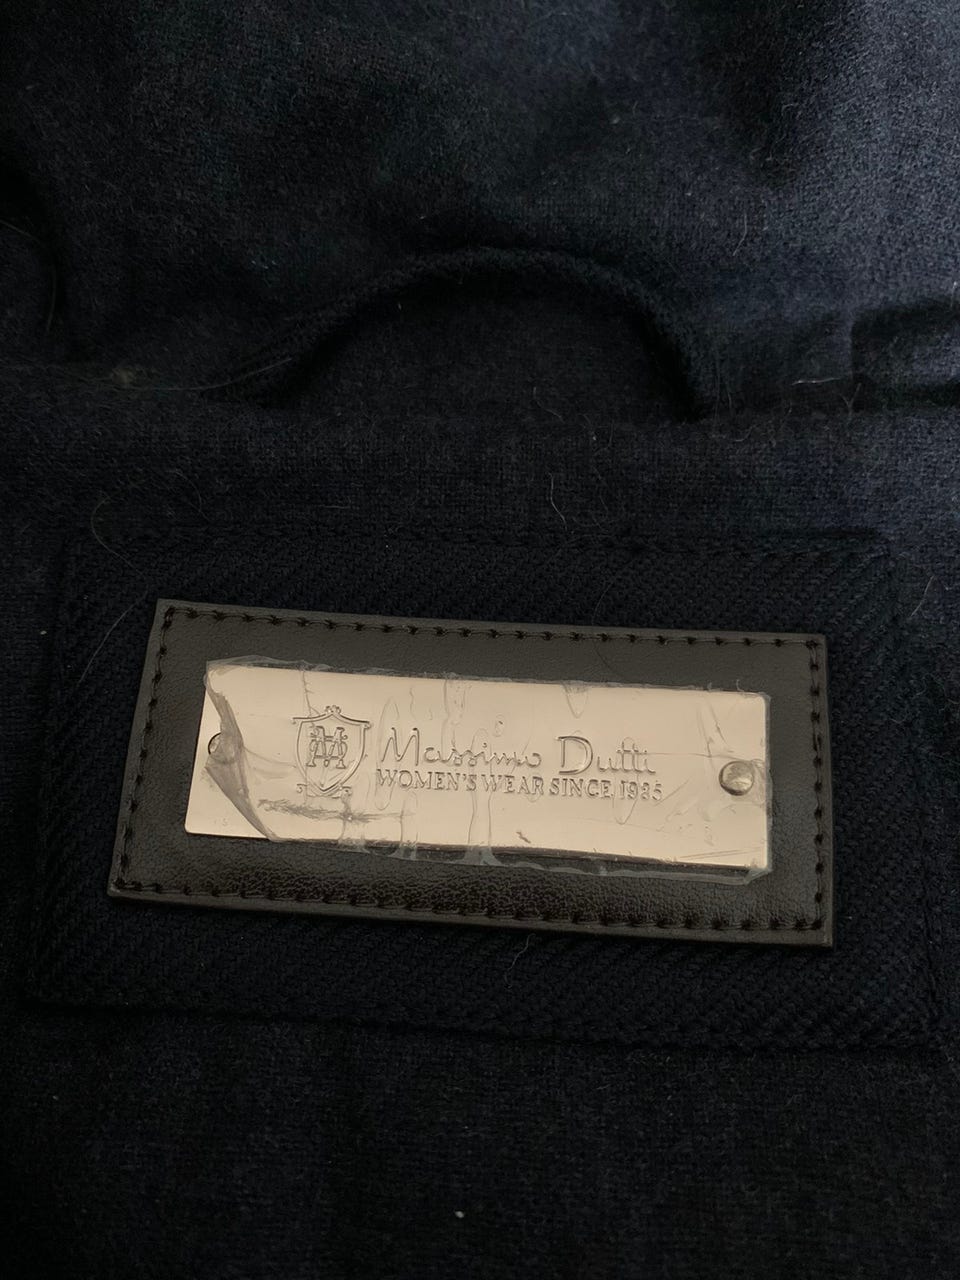 M
Massimo Dutti
WOMEN'S WEAR SINCE 1985